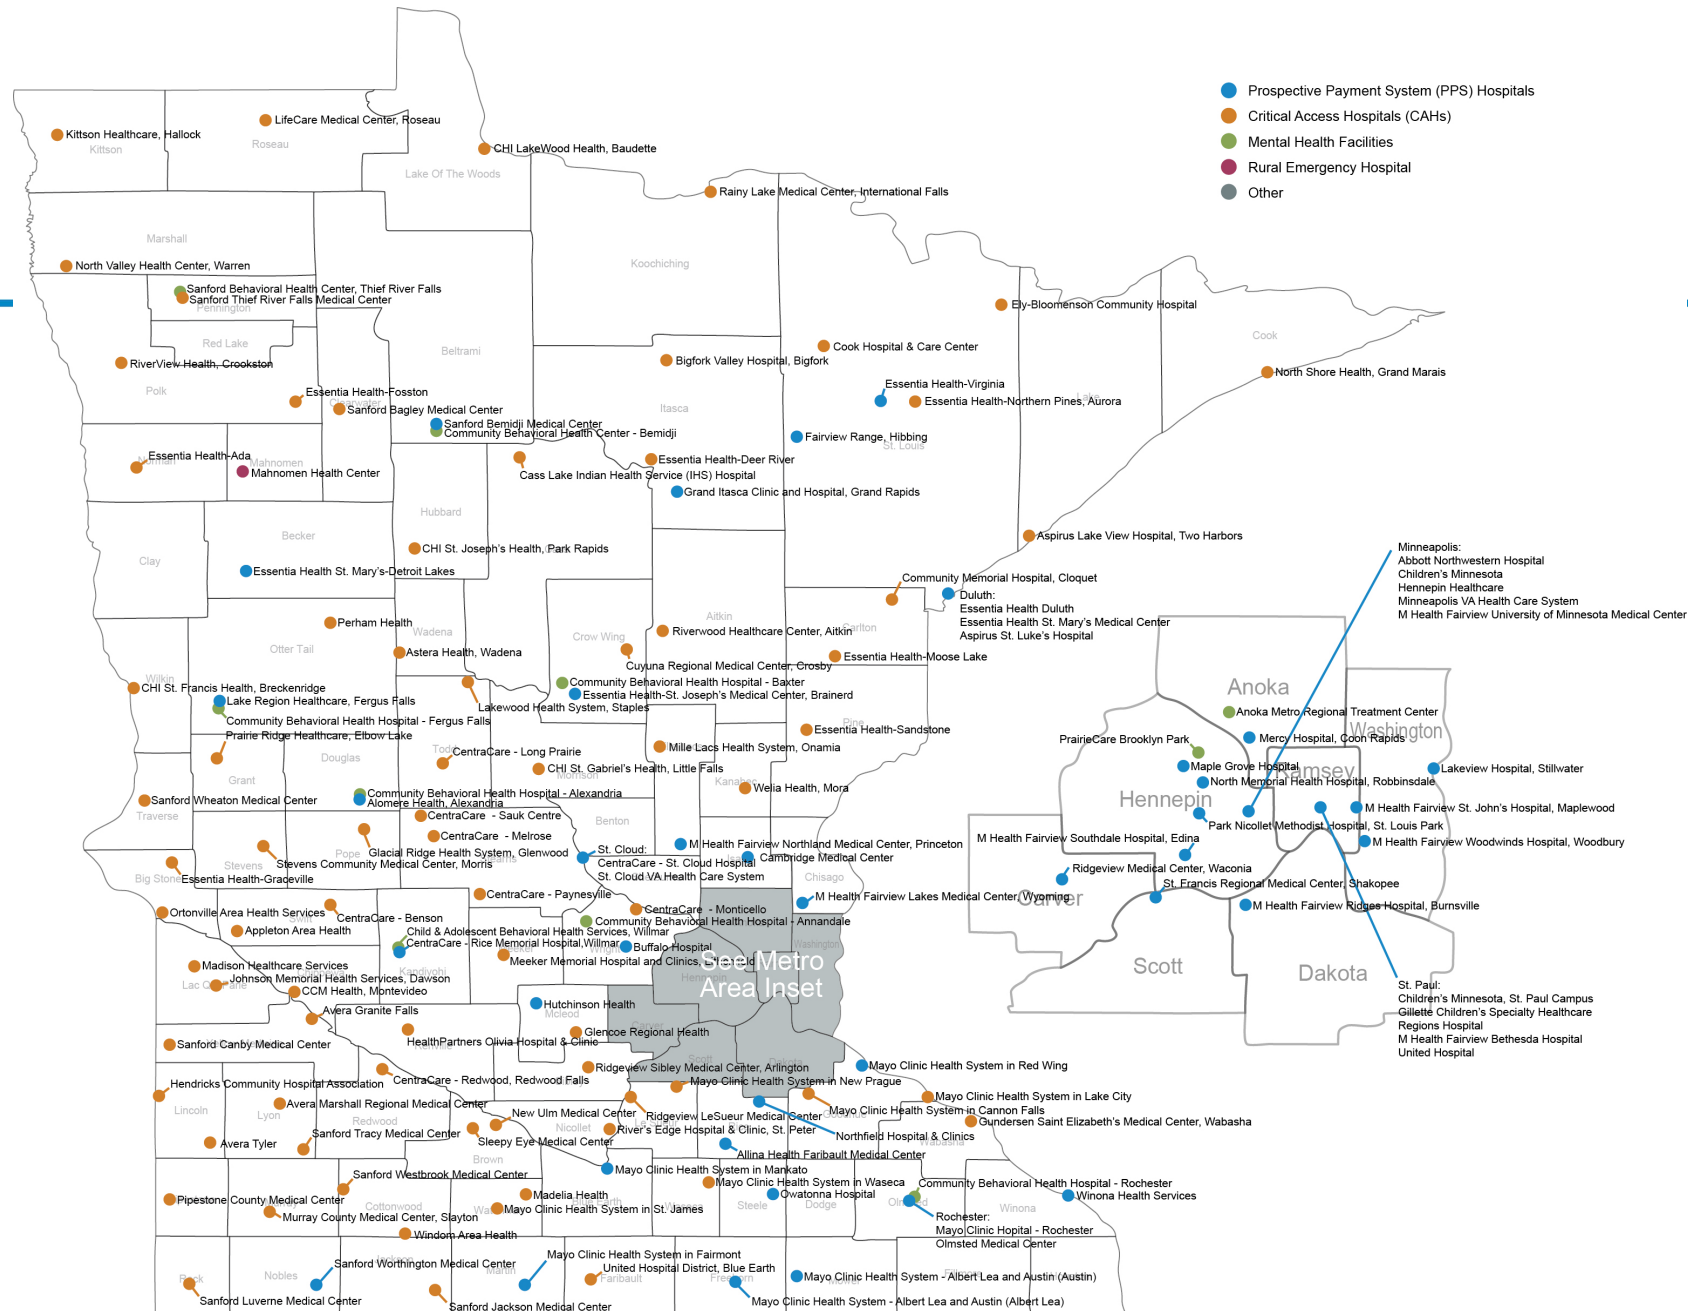 Prospective Payment System (PPS) Hospitals
Critical Access Hospitals (CAHs)
Mental Health Facilities
Rural Emergency Hospital
Other
LifeCare Medical Center, Roseau
Kittson Healthcare, Hallock
Roseau
Kittson
CHI LakeWood Health, Baudette
Lake Of The Woods
Rainy Lake Medical Center, International Falls
Marshall
North Valley Health Center, Warren
Koochiching
Sanford Behavioral Health Center, Thief River Falls
Sanford Thief River Falls Medical Center
Pennington
Ely-Bloomenson Community Hospital
Red Lake
Beltrami
Cook
Cook Hospital & Care Center
RiverView Health, Crookston
Bigfork Valley Hospital, Bigfork
North Shore Health, Grand Marais
Polk
Essentia Health-Fosston
Clearwater
Essentia Health-Virginia
Essentia Health-Northern Pines, Aurora
Lake
Sanford Bagley Medical Center
Itasca
Sanford Bemidji Medical Center
Community Behavioral Health Center - Bemidji
Fairview Range, Hibbing
St. Louis
Essentia Health-Ada
Norman
Mahnomen
Mahnomen Health Center
Essentia Health-Deer River
Cass Lake Indian Health Service (IHS) Hospital
Grand Itasca Clinic and Hospital, Grand Rapids
Hubbard
Becker
Clay
CHI St. Joseph's Health, Park Rapids
Essentia Health St. Mary's-Detroit Lakes
Aspirus Lake View Hospital, Two Harbors
Community Memorial Hospital, Cloquet
Duluth:
Essentia Health Duluth
Essentia Health St. Mary's Medical Center
Aspirus St. Luke's Hospital
Perham Health
Wadena
Aitkin
Crow Wing
Riverwood Healthcare Center, Aitkin
Carlton
Otter Tail
Astera Health, Wadena
Cuyuna Regional Medical Center, Crosby
Essentia Health-Moose Lake
Wilkin
CHI St. Francis Health, Breckenridge
Lake Region Healthcare, Fergus Falls
Community Behavioral Health Hospital - Fergus Falls
Community Behavioral Health Hospital - Baxter
Essentia Health-St. Joseph's Medical Center, Brainerd
Lakewood Health System, Staples
Prairie Ridge Healthcare, Elbow Lake
Pine
Essentia Health-Sandstone
Douglas
Todd
CentraCare - Long Prairie
Mille Lacs Health System, Onamia
CHI St. Gabriel's Health, Little Falls
Morrison
Grant
Kanabec
Welia Health, Mora
Sanford Wheaton Medical Center
Traverse
Community Behavioral Health Hospital - Alexandria
Alomere Health, Alexandria
CentraCare - Sauk Centre
Benton
CentraCare - Melrose
Glacial Ridge Health System, Glenwood
Pope
Stevens
Stevens Community Medical Center, Morris
M Health Fairview Northland Medical Center, Princeton
St. Cloud:
CentraCare - St. Cloud Hospital
St. Cloud VA Health Care System
Cambridge Medical Center
Big Stone
Essentia Health-Graceville
Chisago
CentraCare - Paynesville
M Health Fairview Lakes Medical Center, Wyoming
Ortonville Area Health Services
CentraCare - Benson
Swift
CentraCare - Monticello
Appleton Area Health
Community Behavioral Health Hospital - Annandale
Child & Adolescent Behavioral Health Services, Willmar
CentraCare - Rice Memorial Hospital,Willmar
Buffalo Hospital
Wright
Washington
Meeker
Meeker Memorial Hospital and Clinics, Litchfield
See Metro
Area Inset
Hennepin
Kandiyohi
Madison Healthcare Services
Johnson Memorial Health Services, Dawson
CCM Health, Montevideo
Hutchinson Health
Mcleod
Avera Granite Falls
Carver
Glencoe Regional Health
HealthPartners Olivia Hospital & Clinic
Renville
Sanford Canby Medical Center
Scott
Dakota
Ridgeview Sibley Medical Center, Arlington
Mayo Clinic Health System in Red Wing
CentraCare - Redwood, Redwood Falls
Mayo Clinic Health System in New Prague
Hendricks Community Hospital Association
Mayo Clinic Health System in Lake City
Lincoln
Lyon
Avera Marshall Regional Medical Center
Mayo Clinic Health System in Cannon Falls
New Ulm Medical Center
Ridgeview LeSueur Medical Center
Redwood
Nicollet
Le Sueur
River's Edge Hospital & Clinic, St. Peter
Gundersen Saint Elizabeth's Medical Center, Wabasha
Northfield Hospital & Clinics
Sanford Tracy Medical Center
Avera Tyler
Sleepy Eye Medical Center
Wabasha
Allina Health Faribault Medical Center
Brown
Mayo Clinic Health System in Mankato
Sanford Westbrook Medical Center
Mayo Clinic Health System in Waseca
Community Behavioral Health Hospital - Rochester
Madelia Health
Owatonna Hospital
Winona Health Services
Pipestone County Medical Center
Murray County Medical Center, Slayton
Cottonwood
Mayo Clinic Health System in St. James
Blue Earth
Steele
Dodge
Winona
Rochester:
Mayo Clinic Hopital - Rochester
Olmsted Medical Center
Windom Area Health
Jackson
Mayo Clinic Health System in Fairmont
Sanford Worthington Medical Center
Martin
United Hospital District, Blue Earth
Faribault
Freeborn
Rock
Nobles
Mayo Clinic Health System - Albert Lea and Austin (Austin)
Mower
Sanford Luverne Medical Center
Sanford Jackson Medical Center
Mayo Clinic Health System - Albert Lea and Austin (Albert Lea)
Minneapolis:
Abbott Northwestern Hospital
Children's Minnesota
Hennepin Healthcare
Minneapolis VA Health Care System
M Health Fairview University of Minnesota Medical Center
Anoka
Anoka Metro Regional Treatment Center
Washington
PrairieCare Brooklyn Park
Mercy Hospital, Coon Rapids
Maple Grove Hospital
Ramsey
Lakeview Hospital, Stillwater
North Memorial Health Hospital, Robbinsdale
Hennepin
M Health Fairview St. John's Hospital, Maplewood
Park Nicollet Methodist Hospital, St. Louis Park
M Health Fairview Southdale Hospital, Edina
M Health Fairview Woodwinds Hospital, Woodbury
Ridgeview Medical Center, Waconia
St. Francis Regional Medical Center, Shakopee
Carver
M Health Fairview Ridges Hospital, Burnsville
Scott
Dakota
St. Paul:
Children's Minnesota, St. Paul Campus
Gillette Children's Specialty Healthcare
Regions Hospital
M Health Fairview Bethesda Hospital
United Hospital